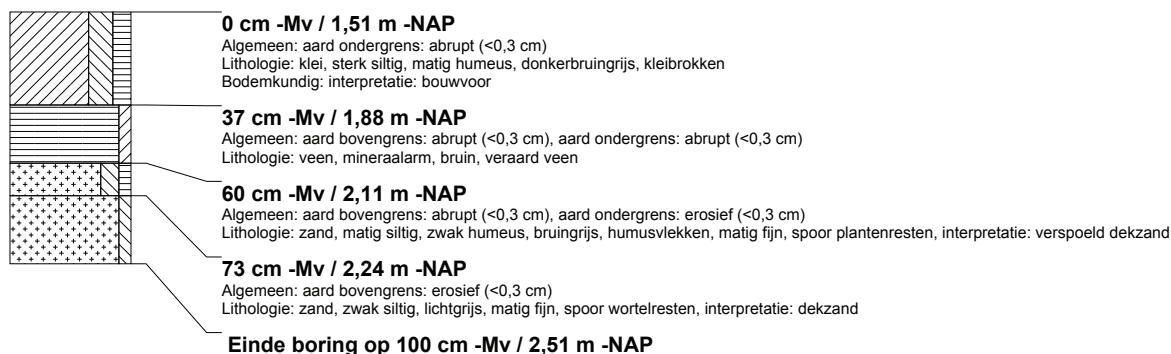 0 cm -Mv / 1,51 m -NAP
Algemeen: aard ondergrens: abrupt (<0,3 cm)
Lithologie: klei, sterk siltig, matig humeus, donkerbruingrijs, kleibrokken
Bodemkundig: interpretatie: bouwvoor
37 cm -Mv / 1,88 m -NAP
Algemeen: aard bovengrens: abrupt (<0,3 cm), aard ondergrens: abrupt (<0,3 cm)
Lithologie: veen, mineraalarm, bruin, veraard veen
60 cm -Mv / 2,11 m -NAP
Algemeen: aard bovengrens: abrupt (<0,3 cm), aard ondergrens: erosief (<0,3 cm)
Lithologie: zand, matig siltig, zwak humeus, bruingrijs, humusvlekken, matig fijn, spoor plantenresten, interpretatie: verspoeld dekzand
73 cm -Mv / 2,24 m -NAP
Algemeen: aard bovengrens: erosief (<0,3 cm)
Lithologie: zand, zwak siltig, lichtgrijs, matig fijn, spoor wortelresten, interpretatie: dekzand
Einde boring op 100 cm -Mv / 2,51 m -NAP